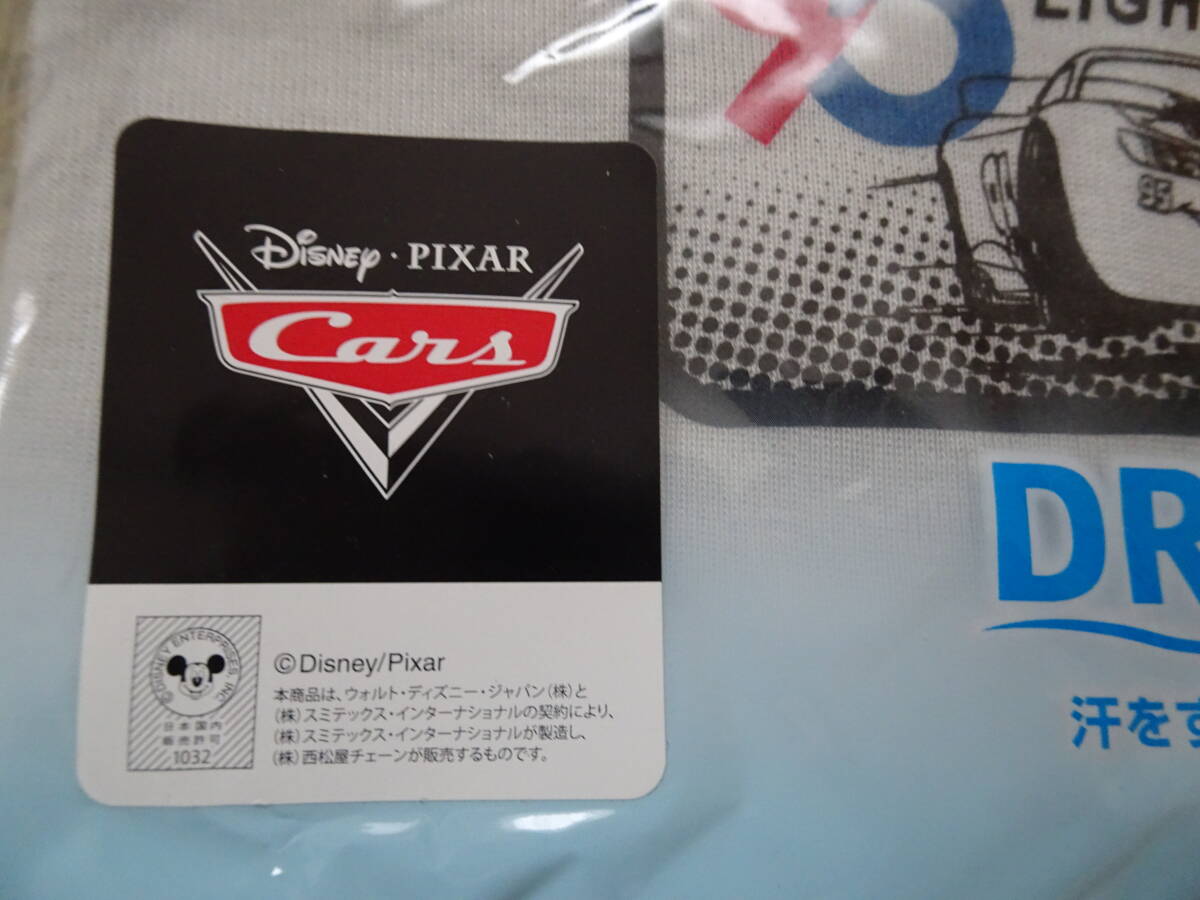 LIGH
95
Disney · PIXAR
Cars
DR
汗をす
©DISNEY ENTERPRISES, INC.
日本国内
販売許可
1032
©Disney/Pixar
本商品は、ウォルト・ディズニー・ジャパン(株)と
(株)スミテックス・インターナショナルの契約により、
(株)スミテックス・インターナショナルが製造し、
(株)西松屋チェーンが販売するものです。